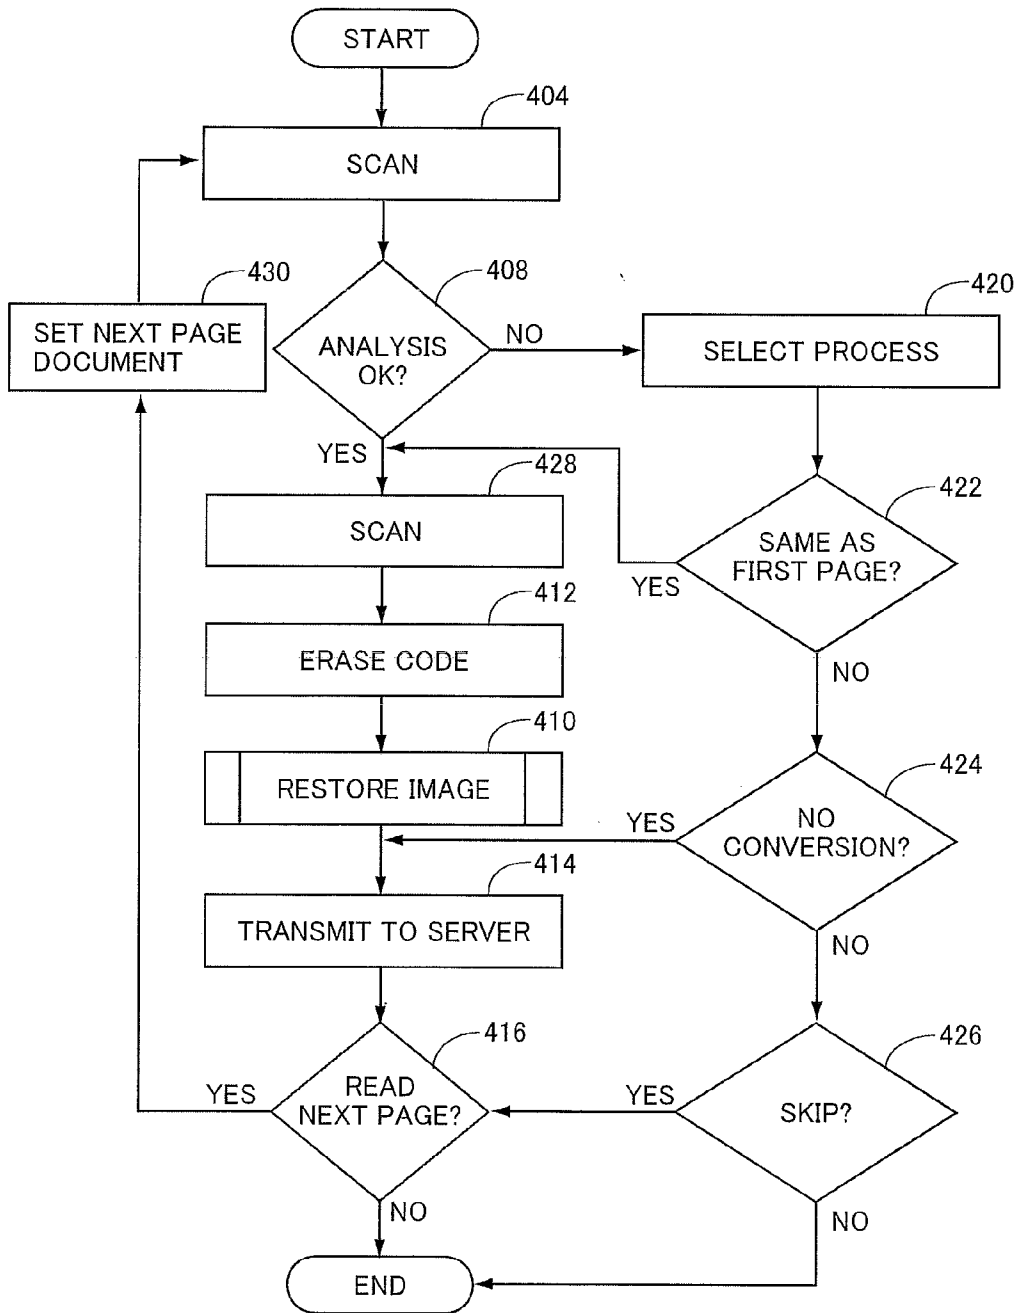 START
404
SCAN
430
408
420
SET NEXT PAGE
DOCUMENT
ANALYSIS
OK?
NO
SELECT PROCESS
YES
428
422
SCAN
SAME AS
FIRST PAGE?
YES
412
ERASE CODE
NO
410
424
RESTORE IMAGE
YES
NO
CONVERSION?
414
TRANSMIT TO SERVER
NO
416
426
YES
READ
NEXT PAGE?
YES
SKIP?
NO
NO
END